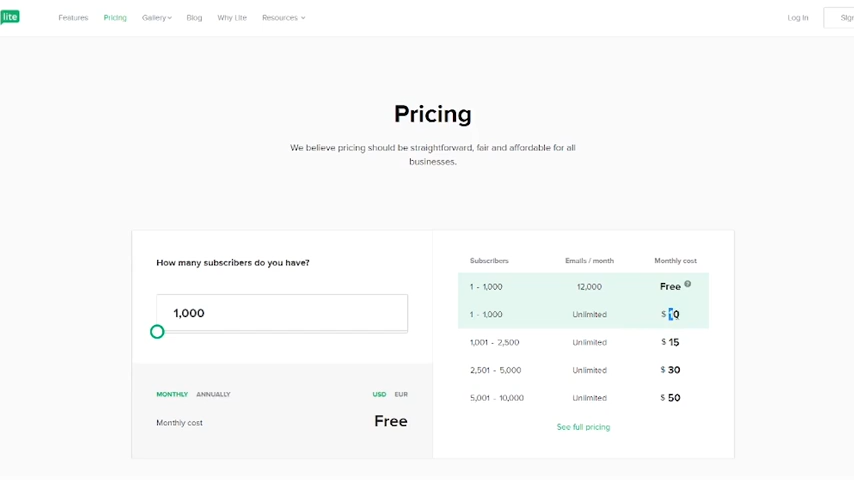 lite
Features Pricing Gallery Blog Why Lite Resources Log In Sign
Pricing
We believe pricing should be straightforward, fair and affordable for all
businesses.
How many subscribers do you have?
1,000
MONTHLY ANNUALLY USD EUR
Monthly cost Free
Subscribers Emails / month Monthly cost
1 - 1,000 12,000 Free ?
1 - 1,000 Unlimited $ 10
1,001 - 2,500 Unlimited $ 15
2,501 - 5,000 Unlimited $ 30
5,001 - 10,000 Unlimited $ 50
See full pricing